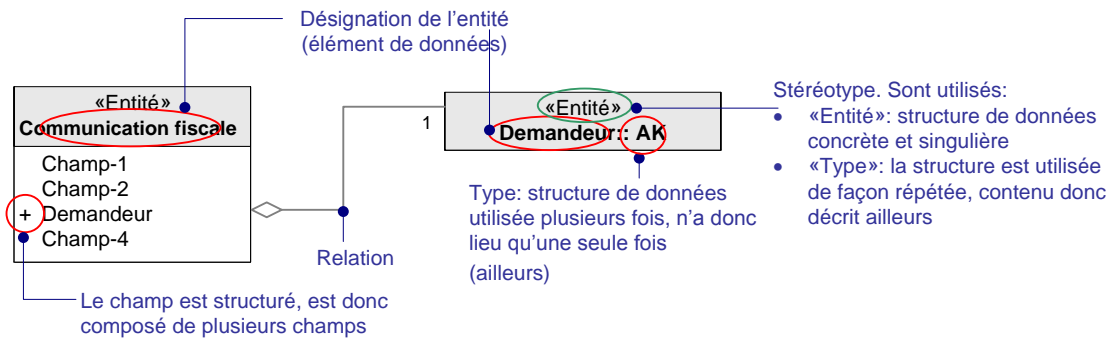 Désignation de l'entité
(élément de données)
«Entité»
Communication fiscale
Champ-1
Champ-2
+ Demandeur
Champ-4
1
«Entité»
Demandeur:: AK
Stéréotype. Sont utilisés:
• «Entité»: structure de données
concrète et singulière
• «Type»: la structure est utilisée
de façon répétée, contenu donc
décrit ailleurs
Type: structure de données
utilisée plusieurs fois, n'a donc
lieu qu'une seule fois
(ailleurs)
Relation
Le champ est structuré, est donc
composé de plusieurs champs